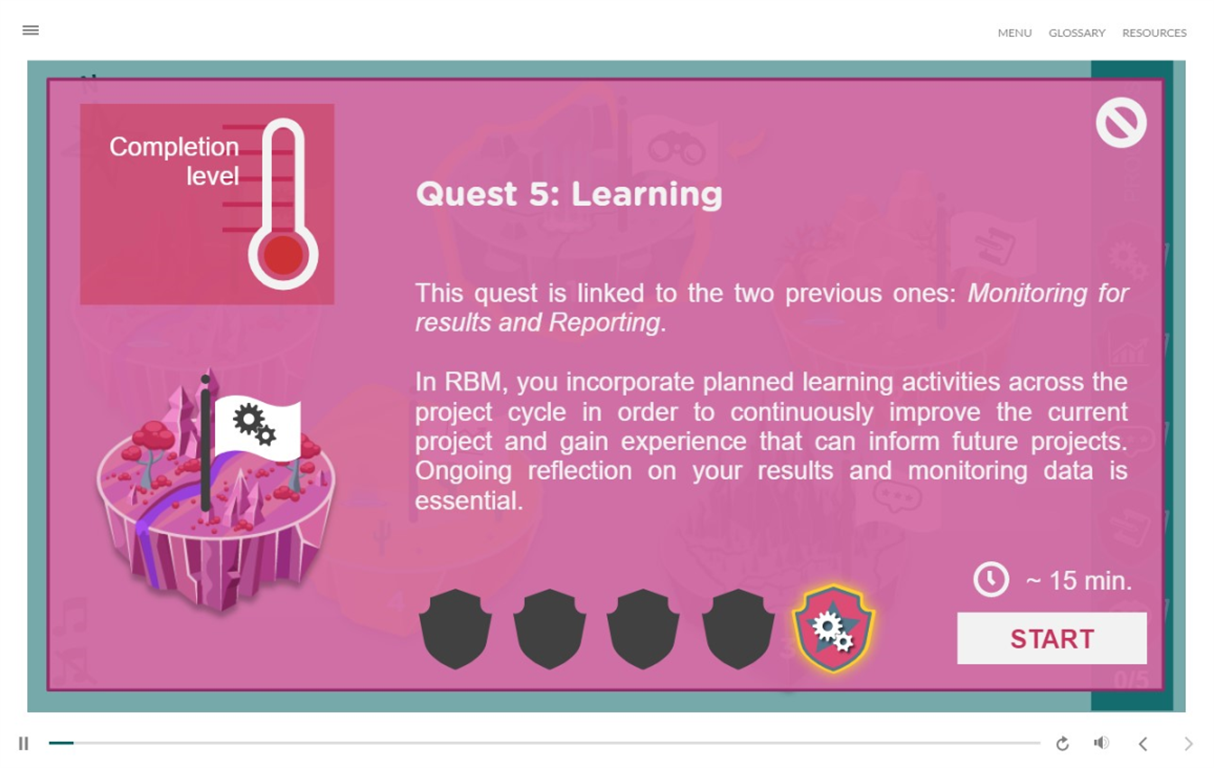 MENU GLOSSARY RESOURCES
Completion
level
Quest 5: Learning
This quest is linked to the two previous ones: Monitoring for
results and Reporting.
In RBM, you incorporate planned learning activities across the
project cycle in order to continuously improve the current
project and gain experience that can inform future projects.
Ongoing reflection on your results and monitoring data is
essential.
~ 15 min.
START
4
0/5